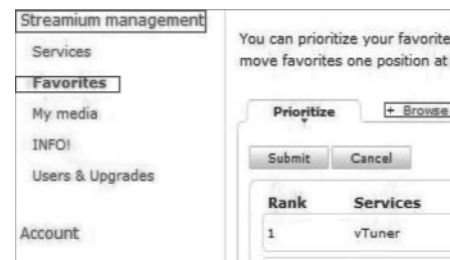 Streamium management
Services
Favorites
My media
INFO!
Users & Upgrades
Account
You can prioritize your favorite
move favorites one position at
Prioritize
+ Browse
Submit Cancel
Rank Services
1 vTuner